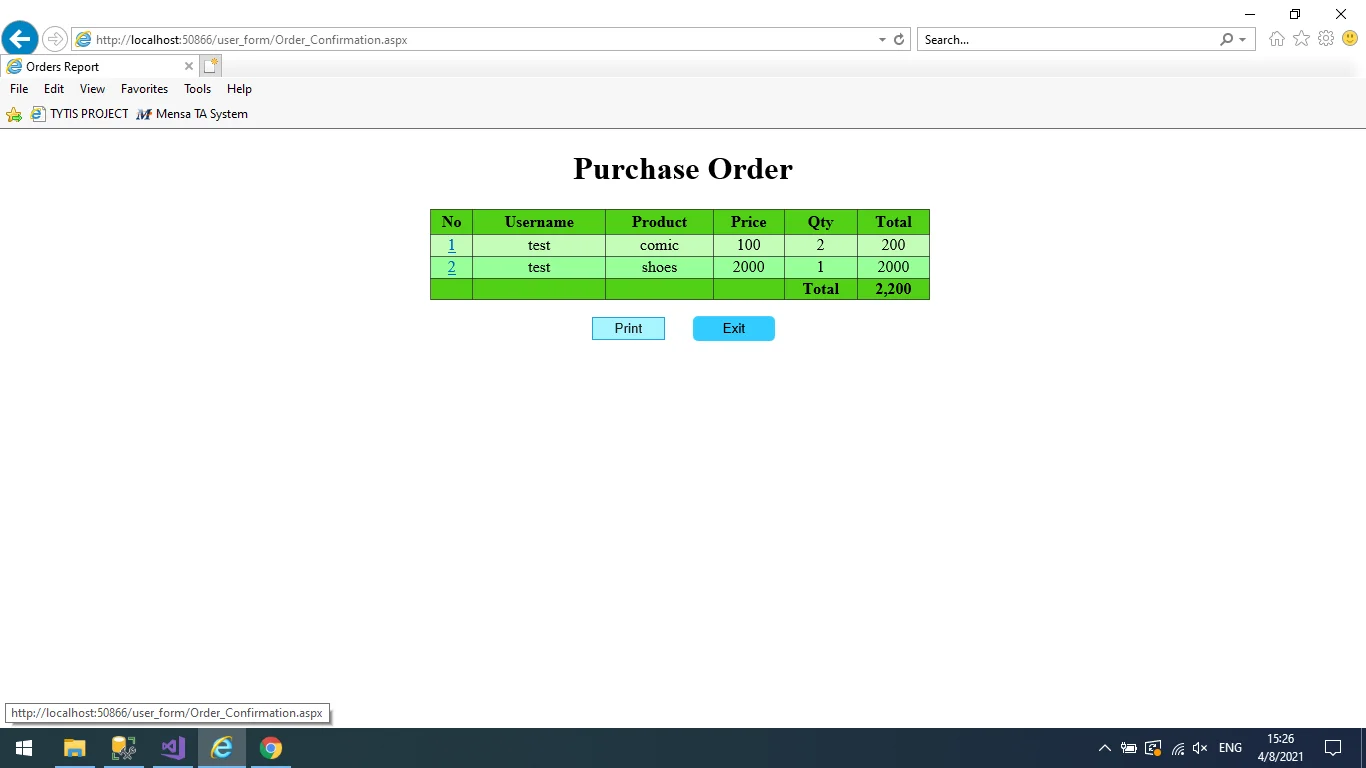 http://localhost:50866/user_form/Order_Confirmation.aspx
Search...
Orders Report
File Edit View Favorites Tools Help
TYTIS PROJECT Mensa TA System
Purchase Order
No Username Product Price Qty Total
1 test comic 100 2 200
2 test shoes 2000 1 2000
Total 2,200
Print Exit
http://localhost:50866/user_form/Order_Confirmation.aspx
ENG
15:26
4/8/2021